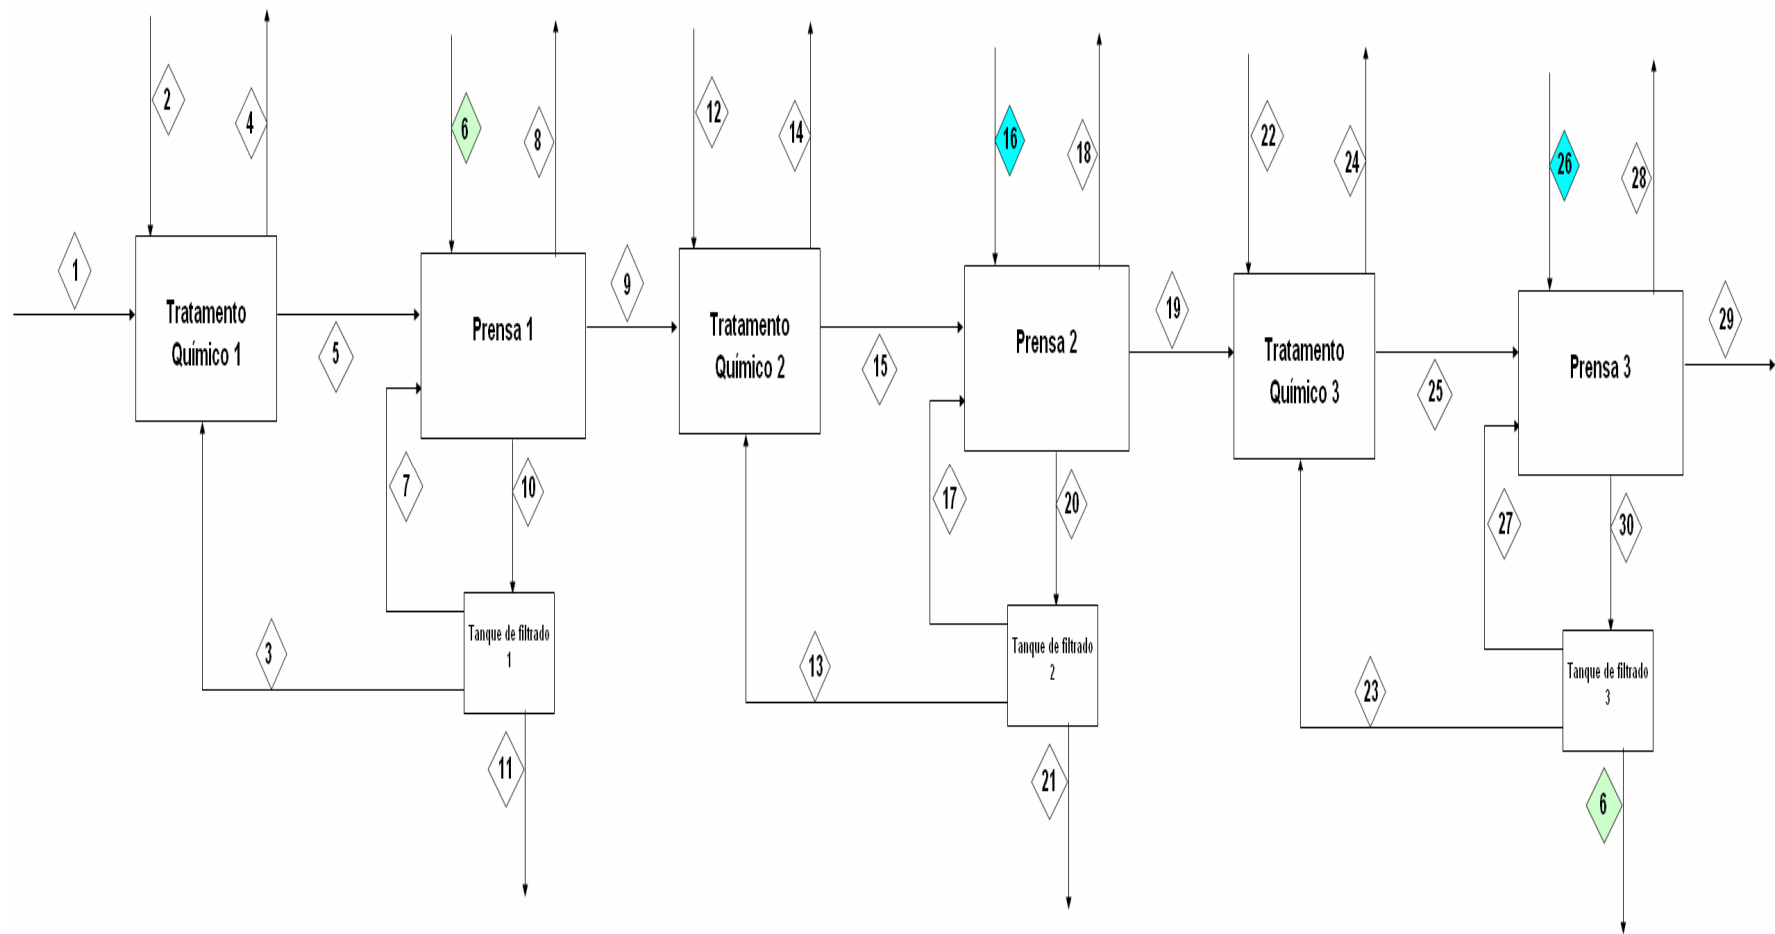 2
4
6
8
12
14
16
18
22
24
26
28
1
Tratamento
Químico 1
5
Prensa 1
9
Tratamento
Químico 2
15
Prensa 2
19
Tratamento
Químico 3
25
Prensa 3
29
7
10
17
20
27
30
Tanque de filtrado
1
Tanque de filtrado
2
Tanque de filtrado
3
3
13
23
11
21
6